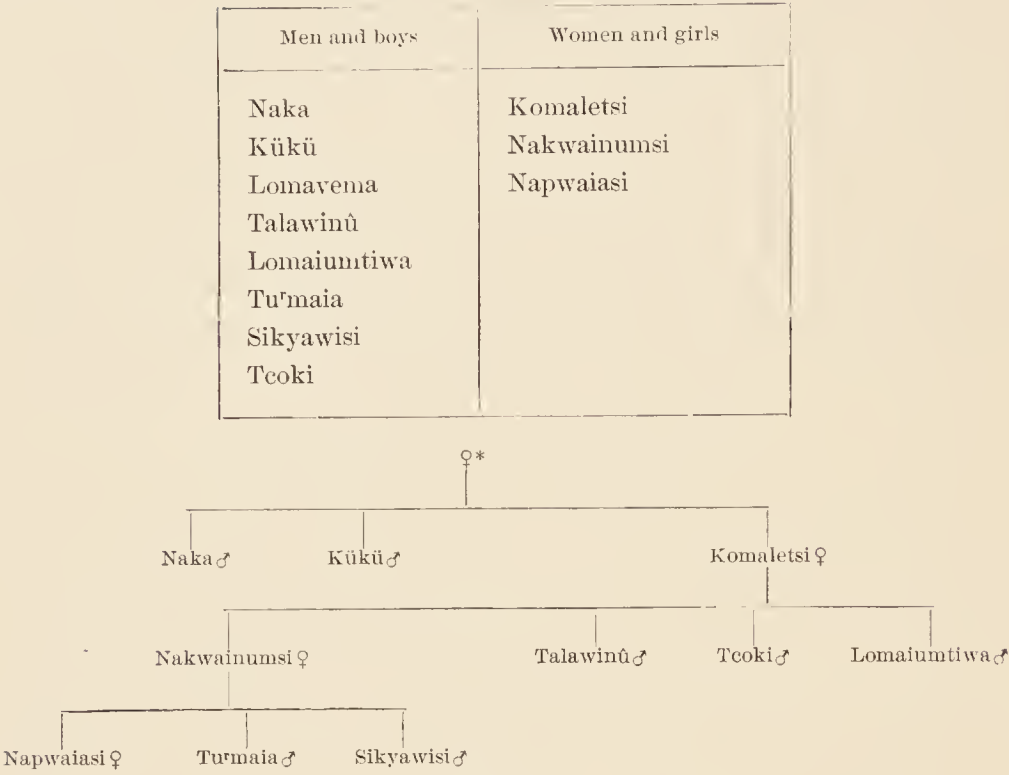 Men and boys Women and girls
Naka Komaletsi
Kükü Nakwainumsi
Lomavema Napwaiasi
Talawinû
Lomaiumtiwa
Tuʳmaia
Sikyawisi
Tcoki
♀*
Naka♂ Kükü♂ Komaletsi♀
Nakwainumsi♀ Talawinû♂ Tcoki♂ Lomaiumtiwa♂
Napwaiasi♀ Tuʳmaia♂ Sikyawisi♂